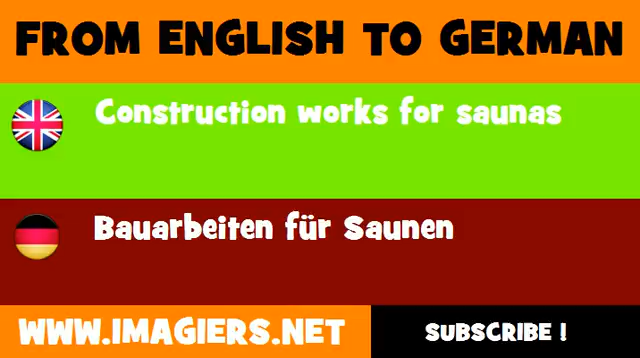 FROM ENGLISH TO GERMAN
Construction works for saunas
Bauarbeiten für Saunen
WWW.IMAGIERS.NET
SUBSCRIBE !